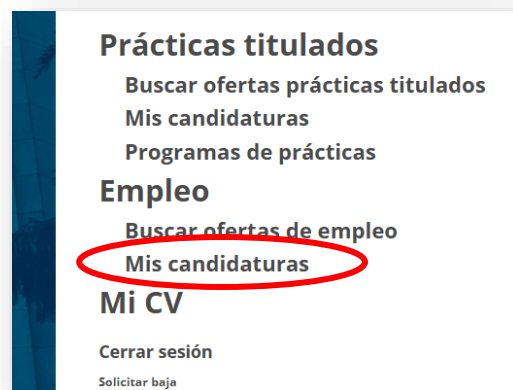 Prácticas titulados
Buscar ofertas prácticas titulados
Mis candidaturas
Programas de prácticas
Empleo
Buscar ofertas de empleo
Mis candidaturas
Mi CV
Cerrar sesión
Solicitar baja